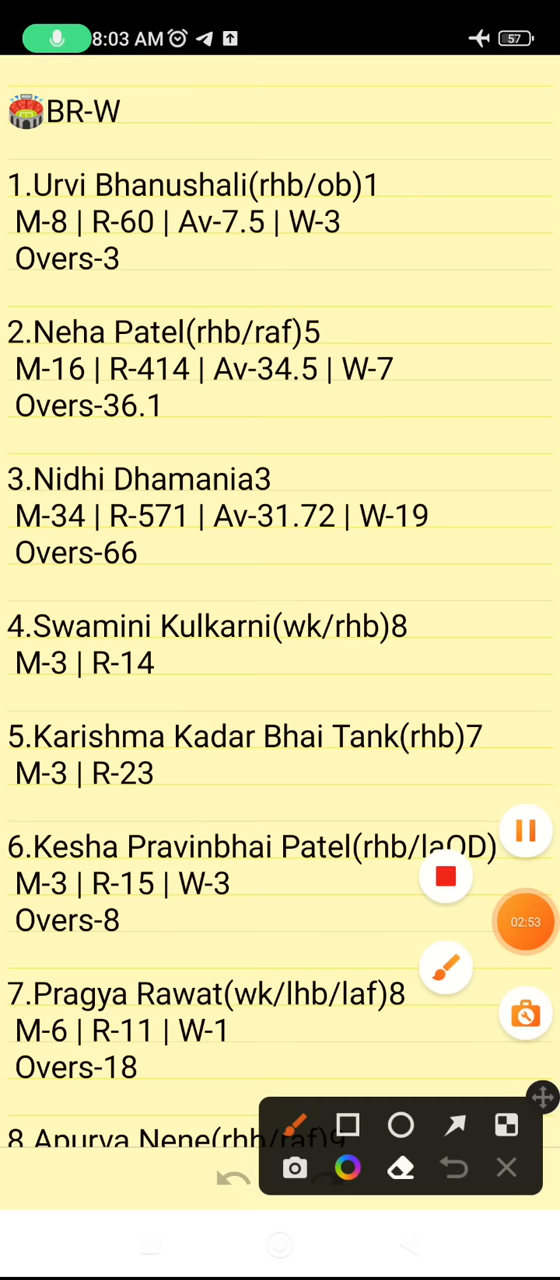 8:03 AM
57
BR-W
1.Urvi Bhanushali(rhb/ob)1
M-8 | R-60 | Av-7.5 | W-3
Overs-3
2.Neha Patel(rhb/raf)5
M-16 | R-414 | Av-34.5 | W-7
Overs-36.1
3.Nidhi Dhamania3
M-34 | R-571 | Av-31.72 | W-19
Overs-66
4.Swamini Kulkarni(wk/rhb)8
M-3 | R-14
5.Karishma Kadar Bhai Tank(rhb)7
M-3 | R-23
6.Kesha Pravinbhai Patel(rhb/laOD)
M-3 | R-15 | W-3
Overs-8
02:53
7.Pragya Rawat(wk/lhb/laf)8
M-6 | R-11 | W-1
Overs-18
8.Apurva Nene(rhb/raf)9